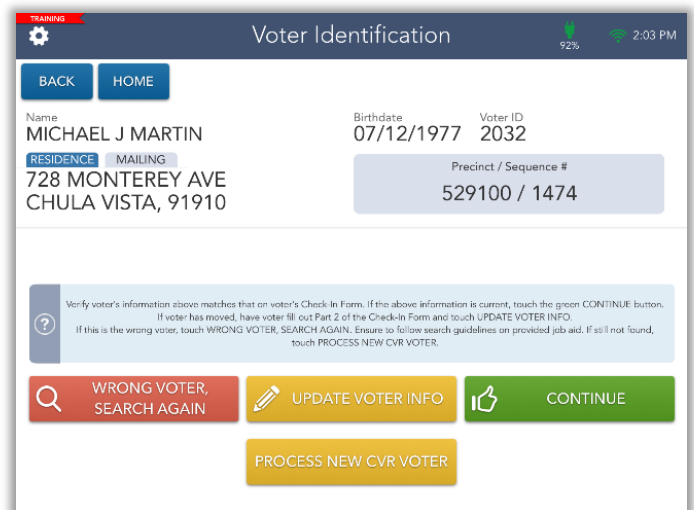 TRAINING
Voter Identification
92%
2:03 PM
BACK
HOME
Name
MICHAEL J MARTIN
Birthdate
07/12/1977
Voter ID
2032
RESIDENCE
MAILING
728 MONTEREY AVE
CHULA VISTA, 91910
Precinct / Sequence #
529100 / 1474
?
Verify voter's information above matches that on voter's Check-In Form. If the above information is current, touch the green CONTINUE button.
If voter has moved, have voter fill out Part 2 of the Check-In Form and touch UPDATE VOTER INFO.
If this is the wrong voter, touch WRONG VOTER, SEARCH AGAIN. Ensure to follow search guidelines on provided job aid. If still not found,
touch PROCESS NEW CVR VOTER.
WRONG VOTER,
SEARCH AGAIN
UPDATE VOTER INFO
CONTINUE
PROCESS NEW CVR VOTER